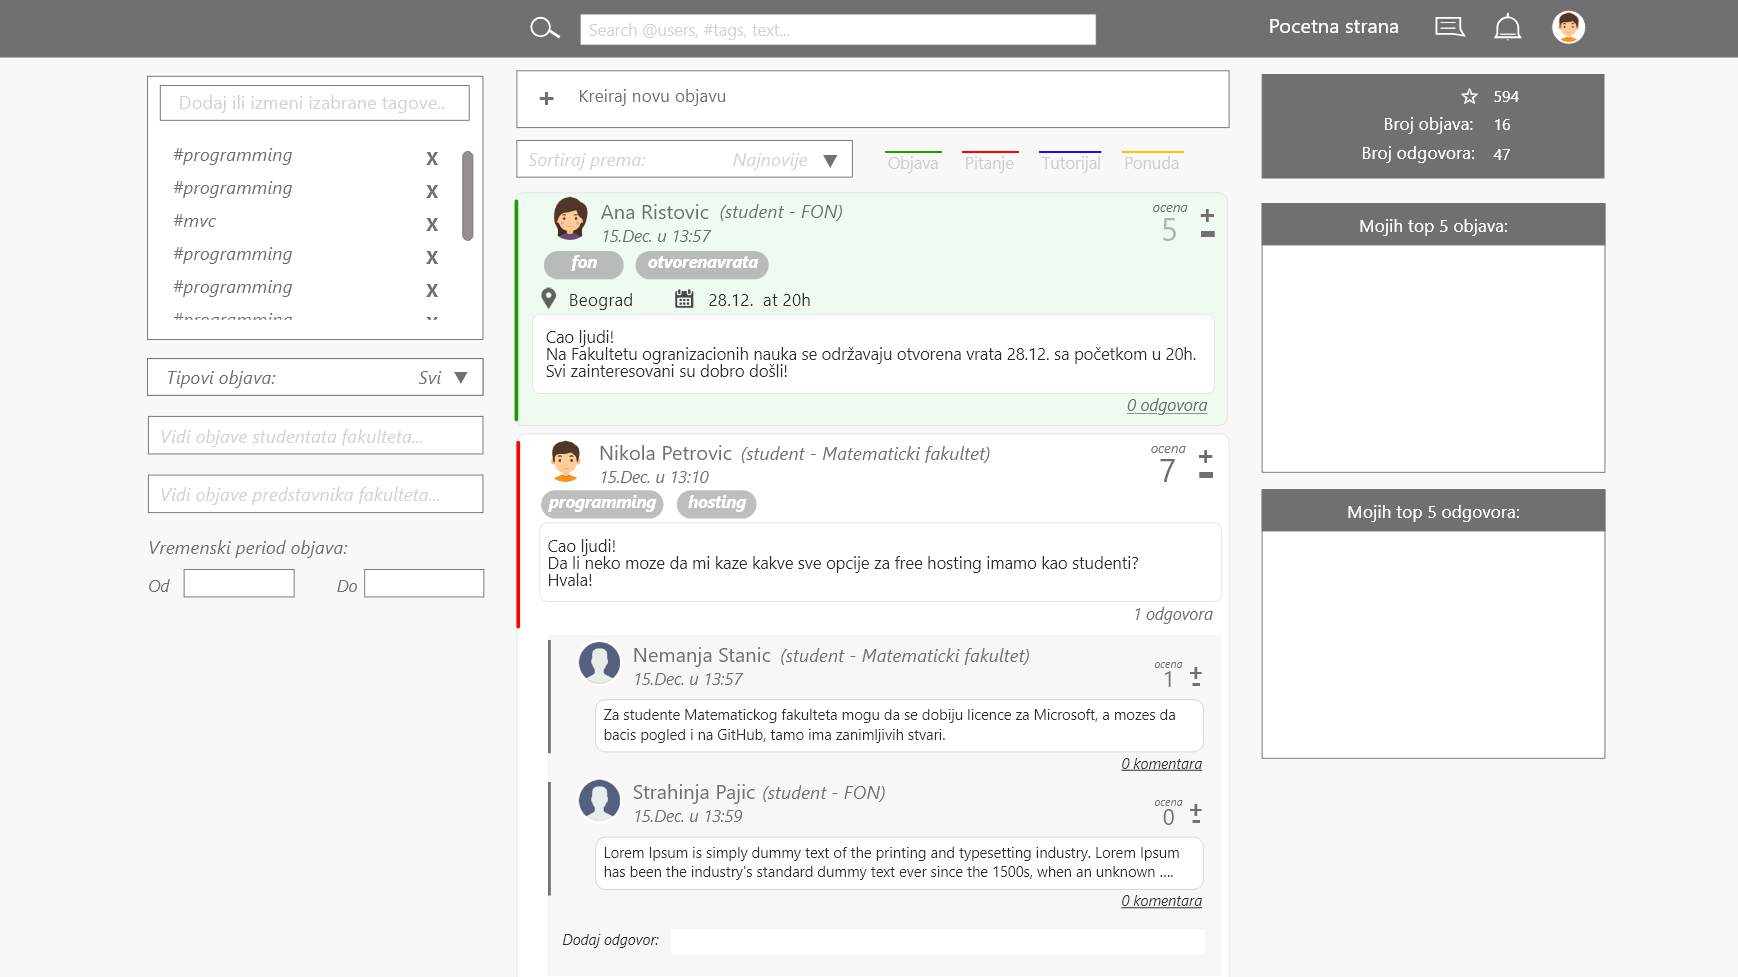 Search @users, #tags, text...
Pocetna strana
Dodaj ili izmeni izabrane tagove..
#programming X
#programming X
#mvc X
#programming X
#programming X
#programming X
Tipovi objava: Svi
Vidi objave studentata fakulteta...
Vidi objave predstavnika fakulteta...
Vremenski period objava:
Od Do
+ Kreiraj novu objavu
Sortiraj prema: Najnovije
Objava Pitanje Tutorijal Ponuda
Ana Ristovic (student - FON)
15.Dec. u 13:57
ocena
5
+
-
fon otvorenavrata
Beograd 28.12. at 20h
Cao ljudi!
Na Fakultetu ogranizacionih nauka se održavaju otvorena vrata 28.12. sa početkom u 20h.
Svi zainteresovani su dobro došli!
0 odgovora
Nikola Petrovic (student - Matematicki fakultet)
15.Dec. u 13:10
ocena
7
+
-
programming hosting
Cao ljudi!
Da li neko moze da mi kaze kakve sve opcije za free hosting imamo kao studenti?
Hvala!
1 odgovora
Nemanja Stanic (student - Matematicki fakultet)
15.Dec. u 13:57
ocena
1
+
-
Za studente Matematickog fakulteta mogu da se dobiju licence za Microsoft, a mozes da
bacis pogled i na GitHub, tamo ima zanimljivih stvari.
0 komentara
Strahinja Pajic (student - FON)
15.Dec. u 13:59
ocena
0
+
-
Lorem Ipsum is simply dummy text of the printing and typesetting industry. Lorem Ipsum
has been the industry's standard dummy text ever since the 1500s, when an unknown ....
0 komentara
Dodaj odgovor:
594
Broj objava: 16
Broj odgovora: 47
Mojih top 5 objava:
Mojih top 5 odgovora: